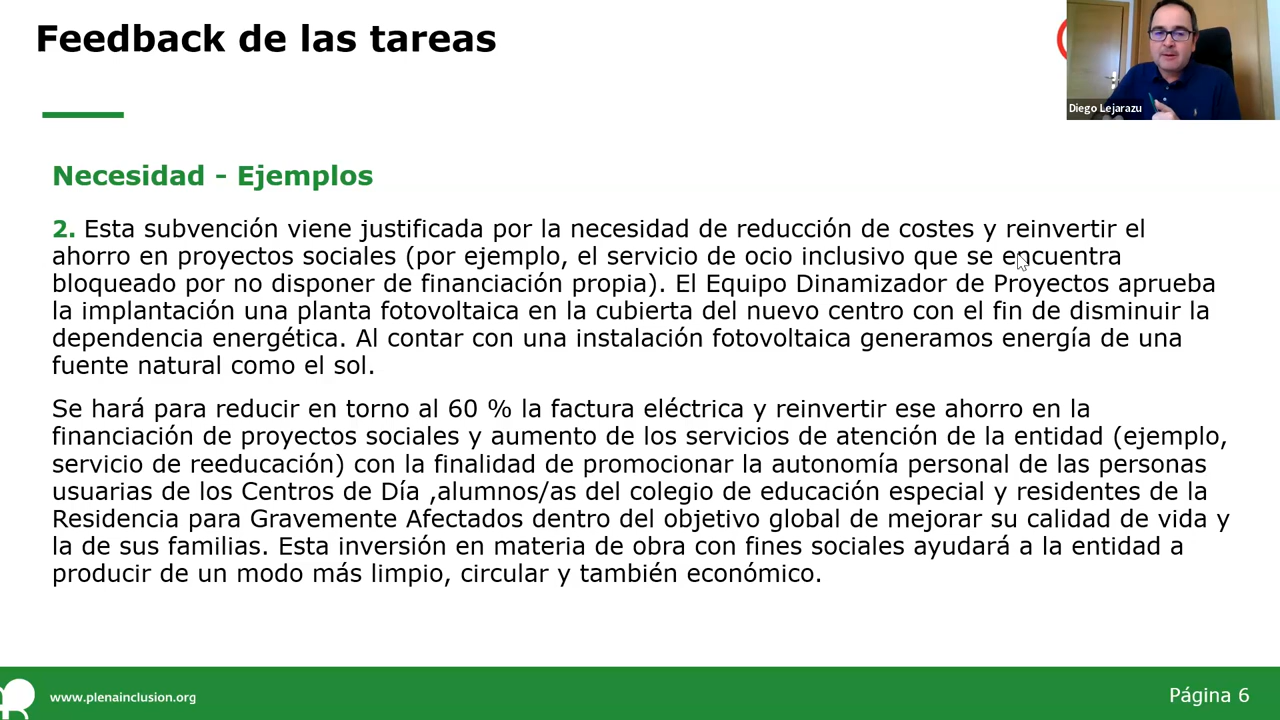 Feedback de las tareas
Diego Lejarazu
Necesidad - Ejemplos
2. Esta subvención viene justificada por la necesidad de reducción de costes y reinvertir el
ahorro en proyectos sociales (por ejemplo, el servicio de ocio inclusivo que se encuentra
bloqueado por no disponer de financiación propia). El Equipo Dinamizador de Proyectos aprueba
la implantación una planta fotovoltaica en la cubierta del nuevo centro con el fin de disminuir la
dependencia energética. Al contar con una instalación fotovoltaica generamos energía de una
fuente natural como el sol.
Se hará para reducir en torno al 60 % la factura eléctrica y reinvertir ese ahorro en la
financiación de proyectos sociales y aumento de los servicios de atención de la entidad (ejemplo,
servicio de reeducación) con la finalidad de promocionar la autonomía personal de las personas
usuarias de los Centros de Día ,alumnos/as del colegio de educación especial y residentes de la
Residencia para Gravemente Afectados dentro del objetivo global de mejorar su calidad de vida y
la de sus familias. Esta inversión en materia de obra con fines sociales ayudará a la entidad a
producir de un modo más limpio, circular y también económico.
www.plenainclusion.org
Página 6